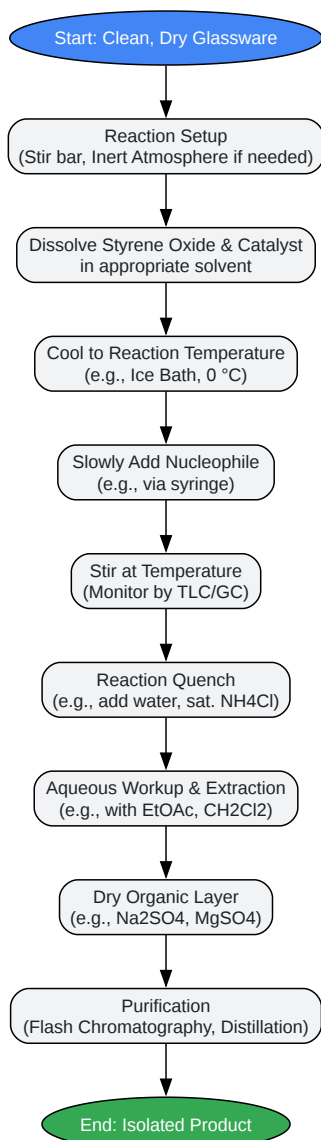 Start: Clean, Dry Glassware
Reaction Setup
(Stir bar, Inert Atmosphere if needed)
Dissolve Styrene Oxide & Catalyst
in appropriate solvent
Cool to Reaction Temperature
(e.g., Ice Bath, 0 °C)
Slowly Add Nucleophile
(e.g., via syringe)
Stir at Temperature
(Monitor by TLC/GC)
Reaction Quench
(e.g., add water, sat. NH4Cl)
Aqueous Workup & Extraction
(e.g., with EtOAc, CH2Cl2)
Dry Organic Layer
(e.g., Na2SO4, MgSO4)
Purification
(Flash Chromatography, Distillation)
End: Isolated Product